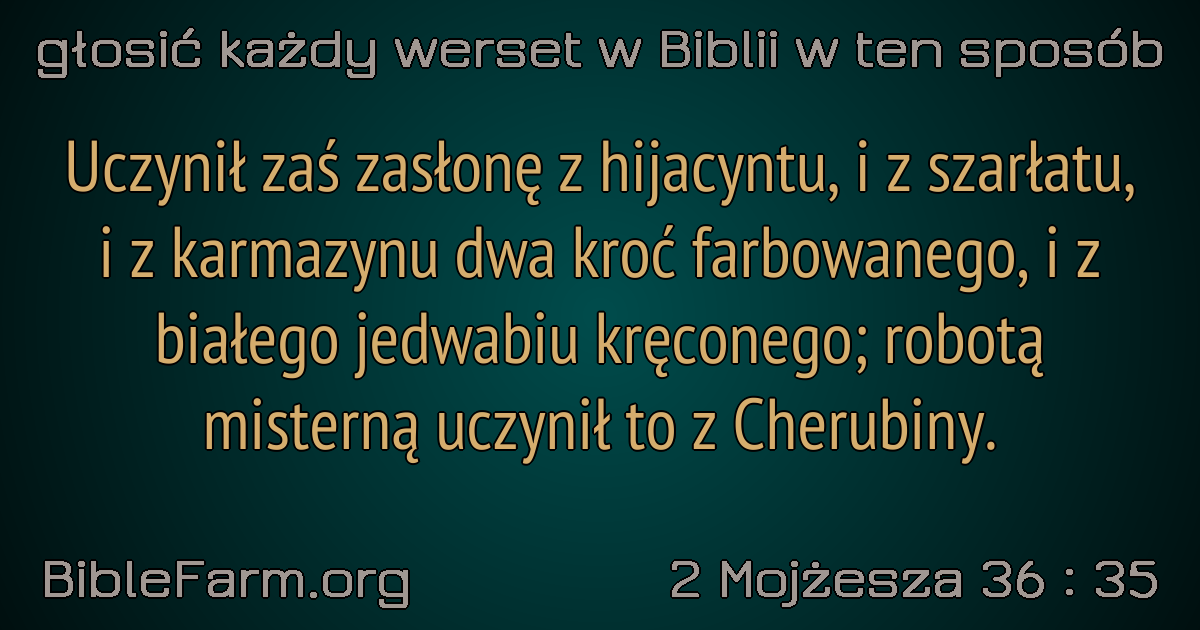 głosić każdy werset w Biblii w ten sposób
Uczynił zaś zasłonę z hijacyntu, i z szarłatu,
i z karmazynu dwa kroć farbowanego, i z
białego jedwabiu kręconego; robotą
misterną uczynił to z Cherubiny.
BibleFarm.org
2 Mojżesza 36 : 35